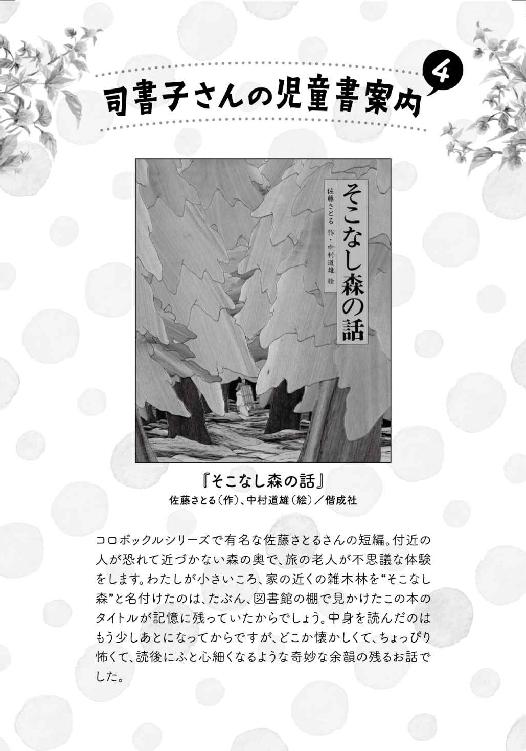 司書子さんの児童書案内
4
そこなし森の話
佐藤さとる 作・中村道雄 絵
『そこなし森の話』
佐藤さとる（作）、中村道雄（絵）／偕成社
コロボックルシリーズで有名な佐藤さとるさんの短編。付近の
人が恐れて近づかない森の奥で、旅の老人が不思議な体験
をします。わたしが小さいころ、家の近くの雑木林を“そこなし
森”と名付けたのは、たぶん、図書館の棚で見かけたこの本の
タイトルが記憶に残っていたからでしょう。中身を読んだのは
もう少しあとになってからですが、どこか懐かしくて、ちょっぴり
怖くて、読後にふと心細くなるような奇妙な余韻の残るお話で
した。